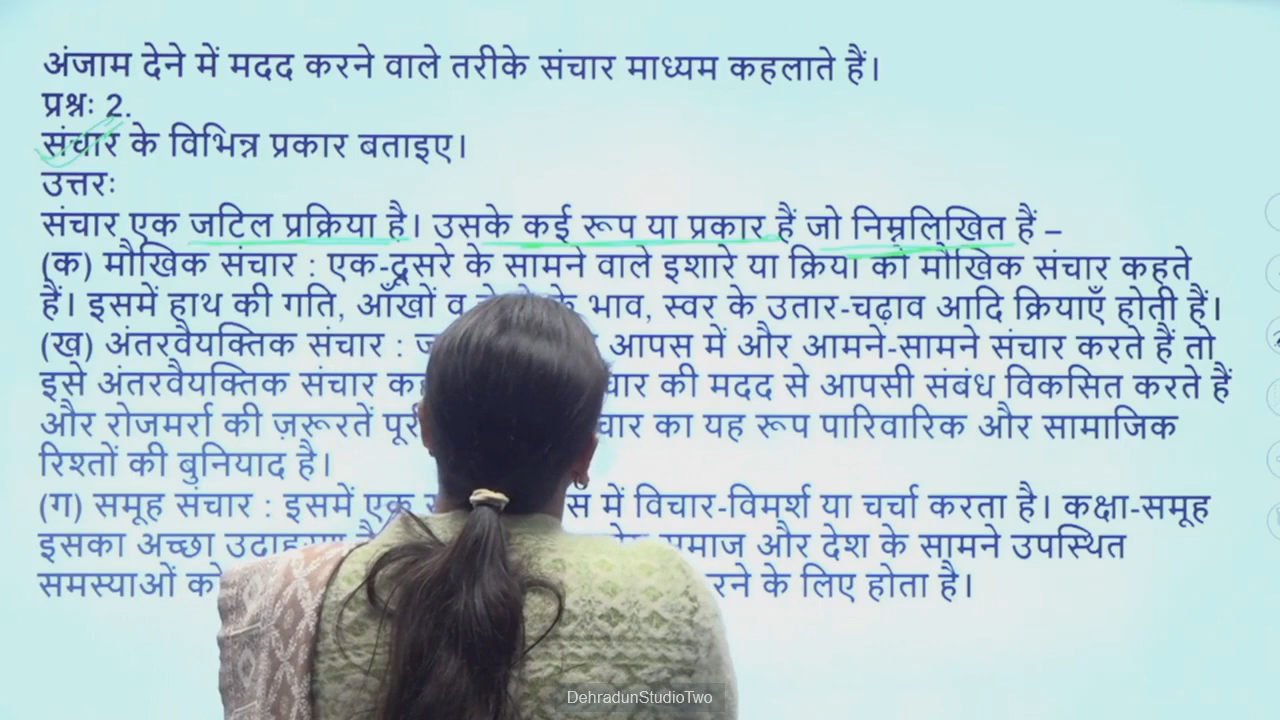 अंजाम देने में मदद करने वाले तरीके संचार माध्यम कहलाते हैं।
प्रश्नः 2.
संचार के विभिन्न प्रकार बताइए।
उत्तरः
संचार एक जटिल प्रक्रिया है। उसके कई रूप या प्रकार हैं जो निम्नलिखित हैं –
(क) मौखिक संचार : एक-दूसरे के सामने वाले इशारे या क्रिया को मौखिक संचार कहते
हैं। इसमें हाथ की गति, आँखों व के भाव, स्वर के उतार-चढ़ाव आदि क्रियाएँ होती हैं।
(ख) अंतरवैयक्तिक संचार : आपस में और आमने-सामने संचार करते हैं तो
इसे अंतरवैयक्तिक संचार की मदद से आपसी संबंध विकसित करते हैं
और रोजमर्रा की ज़रूरतें का यह रूप पारिवारिक और सामाजिक
रिश्तों की बुनियाद है।
(ग) समूह संचार : इसमें एक में विचार-विमर्श या चर्चा करता है। कक्षा-समूह
इसका अच्छा समाज और देश के सामने उपस्थित
समस्याओं को के लिए होता है।
DehradunStudioTwo